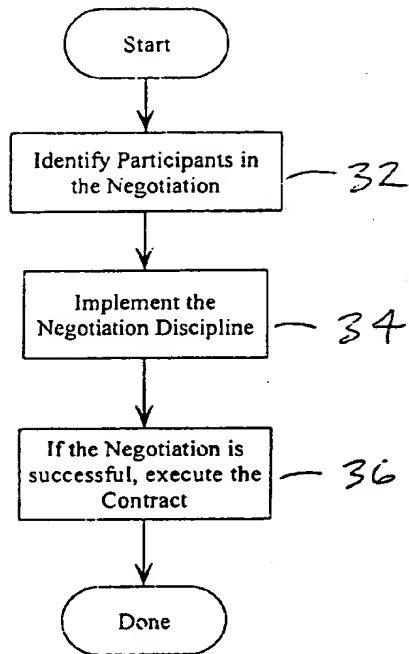 Start
Identify Participants in
the Negotiation
32
Implement the
Negotiation Discipline
34
If the Negotiation is
successful, execute the
Contract
36
Done